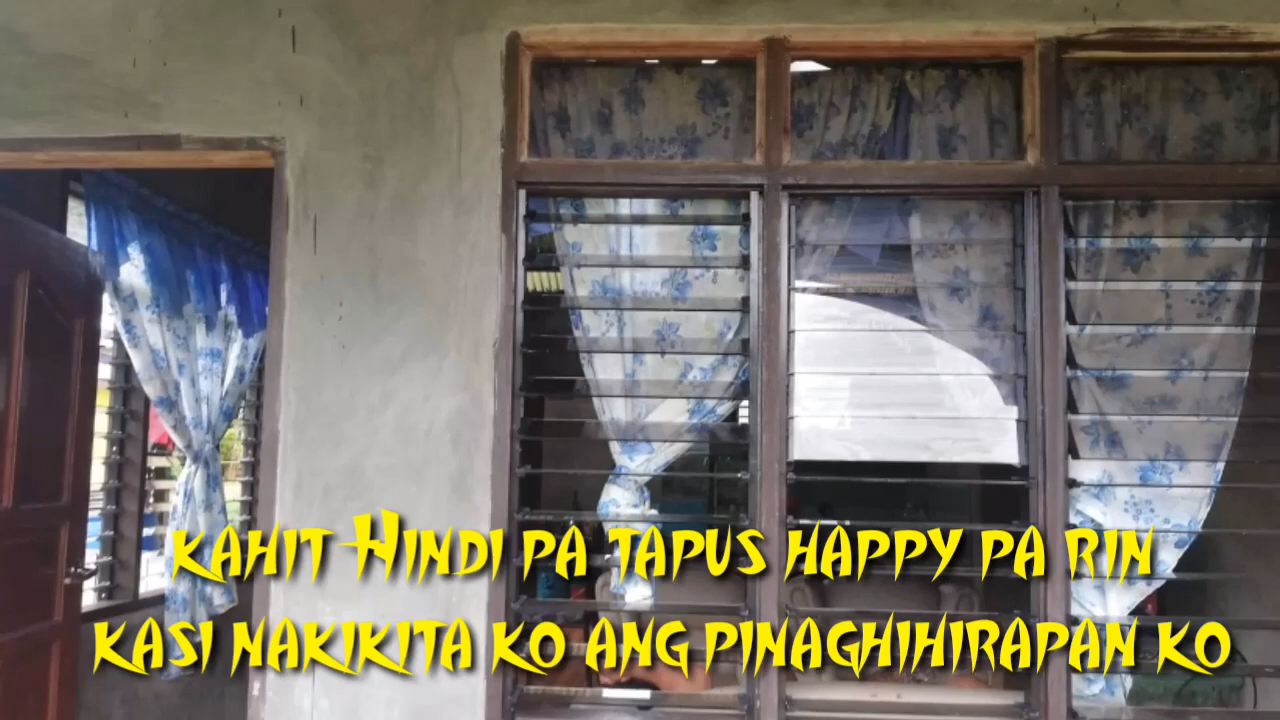 kahit Hindi pa tapus happy pa rin
kasi nakikita ko ang pinaghihirapan ko